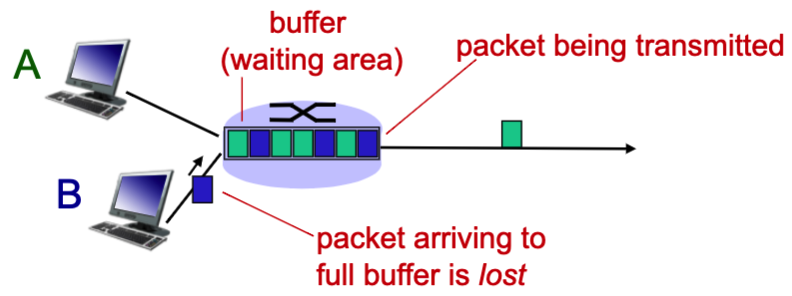 buffer
(waiting area)
packet being transmitted
A
B
packet arriving to
full buffer is lost